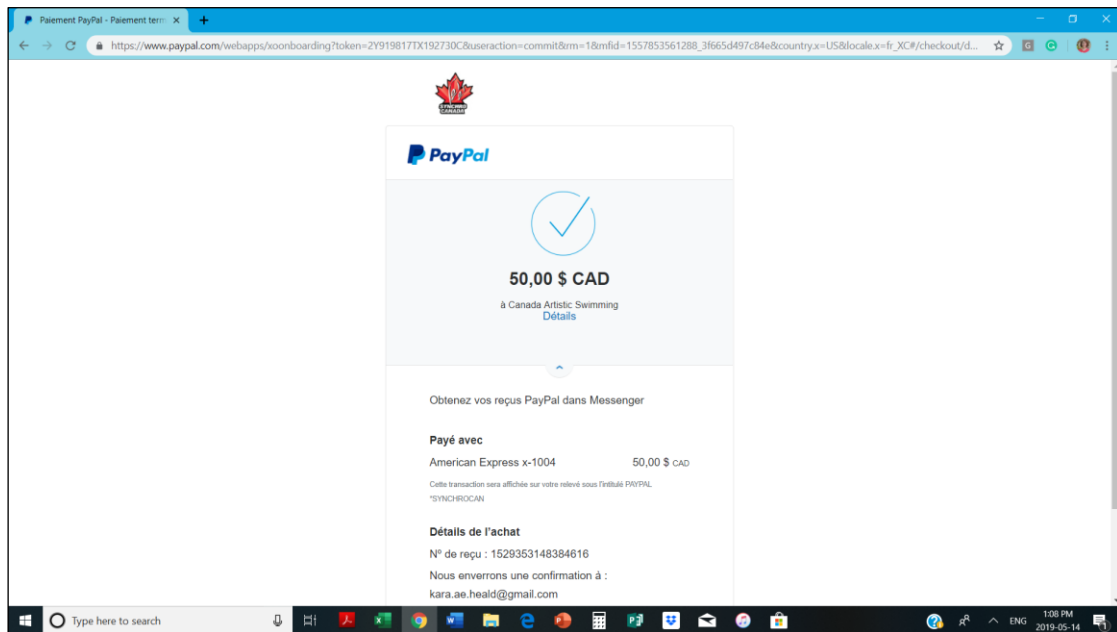 Paiement PayPal - Paiement term
https://www.paypal.com/webapps/xoonboarding?token=2Y919817TX192730C&useraction=commit&rm=1&mfid=1557853561288_3f665d497c84e&country.x=US&locale.x=fr_XC#/checkout/d...
SYNCHRO
CANADA
PayPal
50,00 $ CAD
à Canada Artistic Swimming
Détails
Obtenez vos reçus PayPal dans Messenger
Payé avec
American Express x-1004 50,00 $ CAD
Cette transaction sera affichée sur votre relevé sous l'intitulé PAYPAL
*SYNCHROCAN
Détails de l'achat
Nº de reçu : 1529353148384616
Nous enverrons une confirmation à :
kara.ae.heald@gmail.com
Type here to search
ENG
1:08 PM
2019-05-14